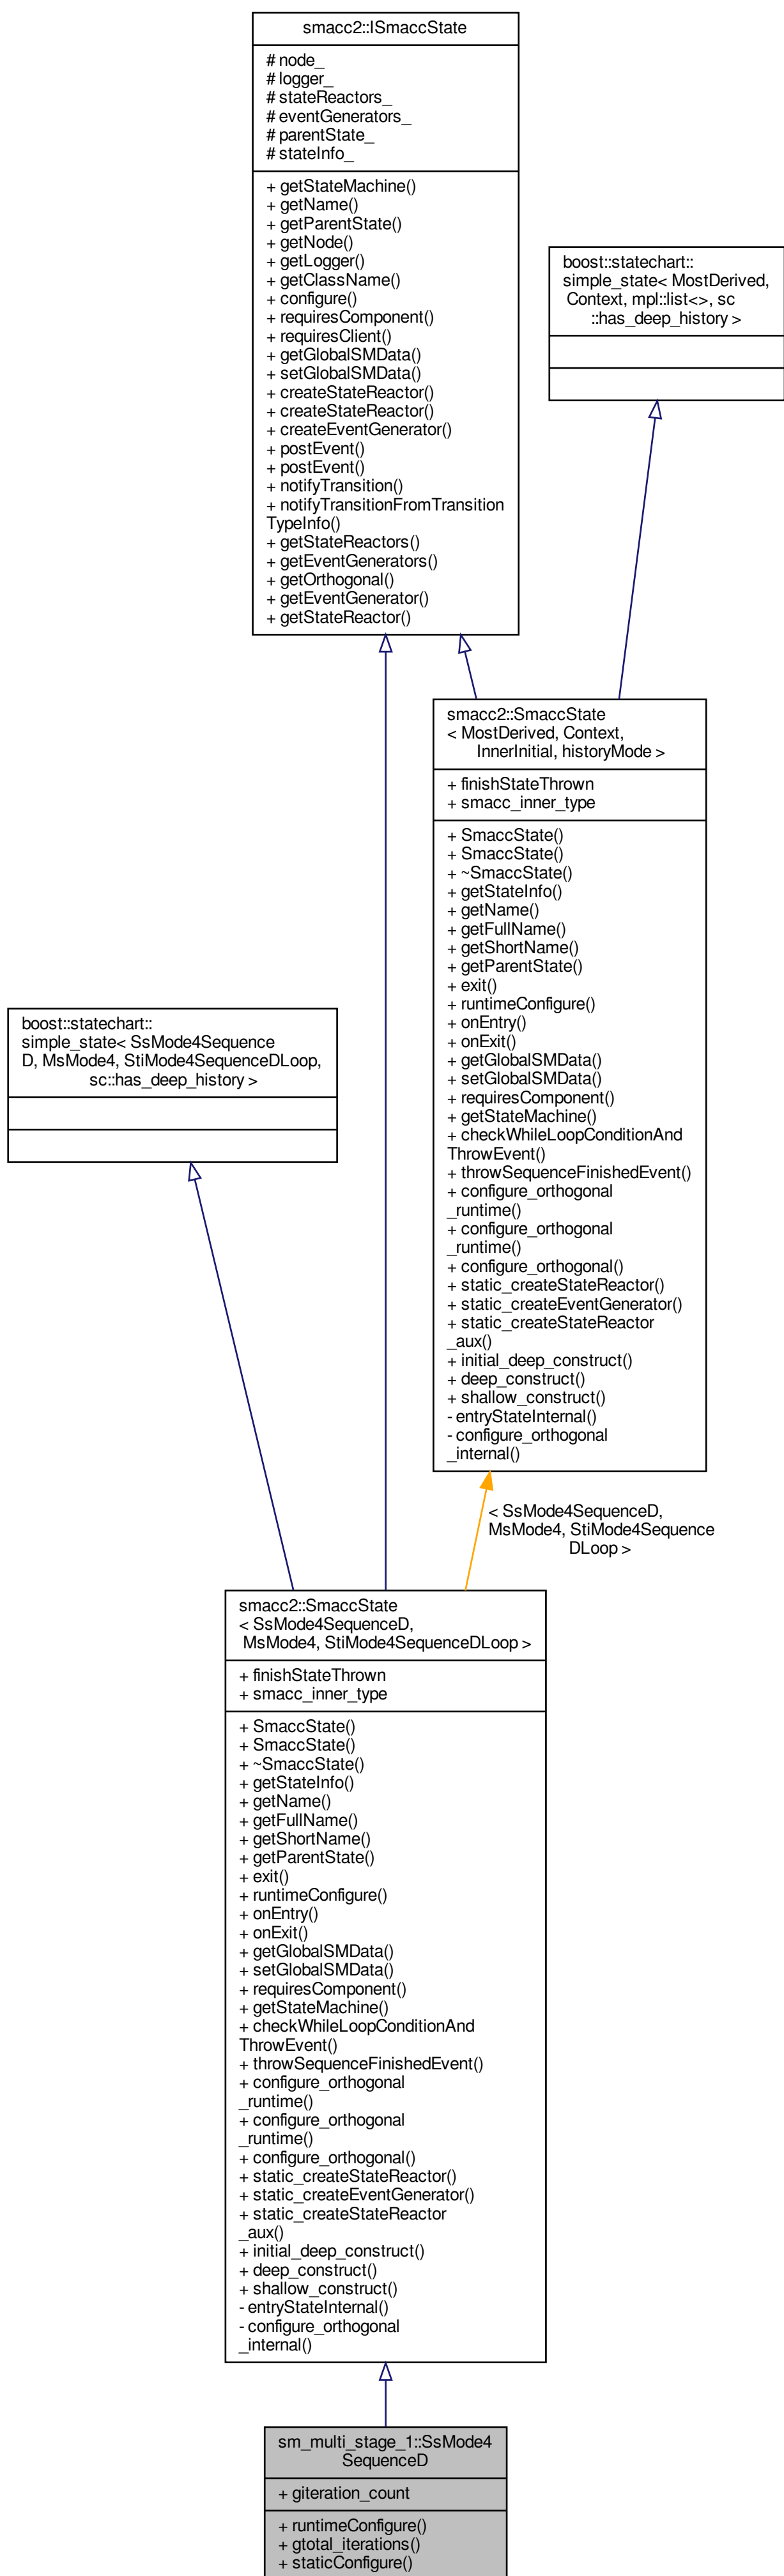 smacc2::ISmaccState
# node_
# logger_
# stateReactors_
# eventGenerators_
# parentState_
# stateInfo_
+ getStateMachine()
+ getName()
+ getParentState()
+ getNode()
+ getLogger()
+ getClassName()
+ configure()
+ requiresComponent()
+ requiresClient()
+ getGlobalSMData()
+ setGlobalSMData()
+ createStateReactor()
+ createStateReactor()
+ createEventGenerator()
+ postEvent()
+ postEvent()
+ notifyTransition()
+ notifyTransitionFromTransition
TypeInfo()
+ getStateReactors()
+ getEventGenerators()
+ getOrthogonal()
+ getEventGenerator()
+ getStateReactor()
boost::statechart::
simple_state< MostDerived,
Context, mpl::list<>, sc
::has_deep_history >
smacc2::SmaccState
< MostDerived, Context,
InnerInitial, historyMode >
+ finishStateThrown
+ smacc_inner_type
+ SmaccState()
+ SmaccState()
+ ~SmaccState()
+ getStateInfo()
+ getName()
+ getFullName()
+ getShortName()
+ getParentState()
+ exit()
+ runtimeConfigure()
+ onEntry()
+ onExit()
+ getGlobalSMData()
+ setGlobalSMData()
+ requiresComponent()
+ getStateMachine()
+ checkWhileLoopConditionAnd
ThrowEvent()
+ throwSequenceFinishedEvent()
+ configure_orthogonal
_runtime()
+ configure_orthogonal
_runtime()
+ configure_orthogonal()
+ static_createStateReactor()
+ static_createEventGenerator()
+ static_createStateReactor
_aux()
+ initial_deep_construct()
+ deep_construct()
+ shallow_construct()
- entryStateInternal()
- configure_orthogonal
_internal()
boost::statechart::
simple_state< SsMode4Sequence
D, MsMode4, StiMode4SequenceDLoop,
sc::has_deep_history >
< SsMode4SequenceD,
MsMode4, StiMode4Sequence
DLoop >
smacc2::SmaccState
< SsMode4SequenceD,
MsMode4, StiMode4SequenceDLoop >
+ finishStateThrown
+ smacc_inner_type
+ SmaccState()
+ SmaccState()
+ ~SmaccState()
+ getStateInfo()
+ getName()
+ getFullName()
+ getShortName()
+ getParentState()
+ exit()
+ runtimeConfigure()
+ onEntry()
+ onExit()
+ getGlobalSMData()
+ setGlobalSMData()
+ requiresComponent()
+ getStateMachine()
+ checkWhileLoopConditionAnd
ThrowEvent()
+ throwSequenceFinishedEvent()
+ configure_orthogonal
_runtime()
+ configure_orthogonal
_runtime()
+ configure_orthogonal()
+ static_createStateReactor()
+ static_createEventGenerator()
+ static_createStateReactor
_aux()
+ initial_deep_construct()
+ deep_construct()
+ shallow_construct()
- entryStateInternal()
- configure_orthogonal
_internal()
sm_multi_stage_1::SsMode4
SequenceD
+ giteration_count
+ runtimeConfigure()
+ gtotal_iterations()
+ staticConfigure()